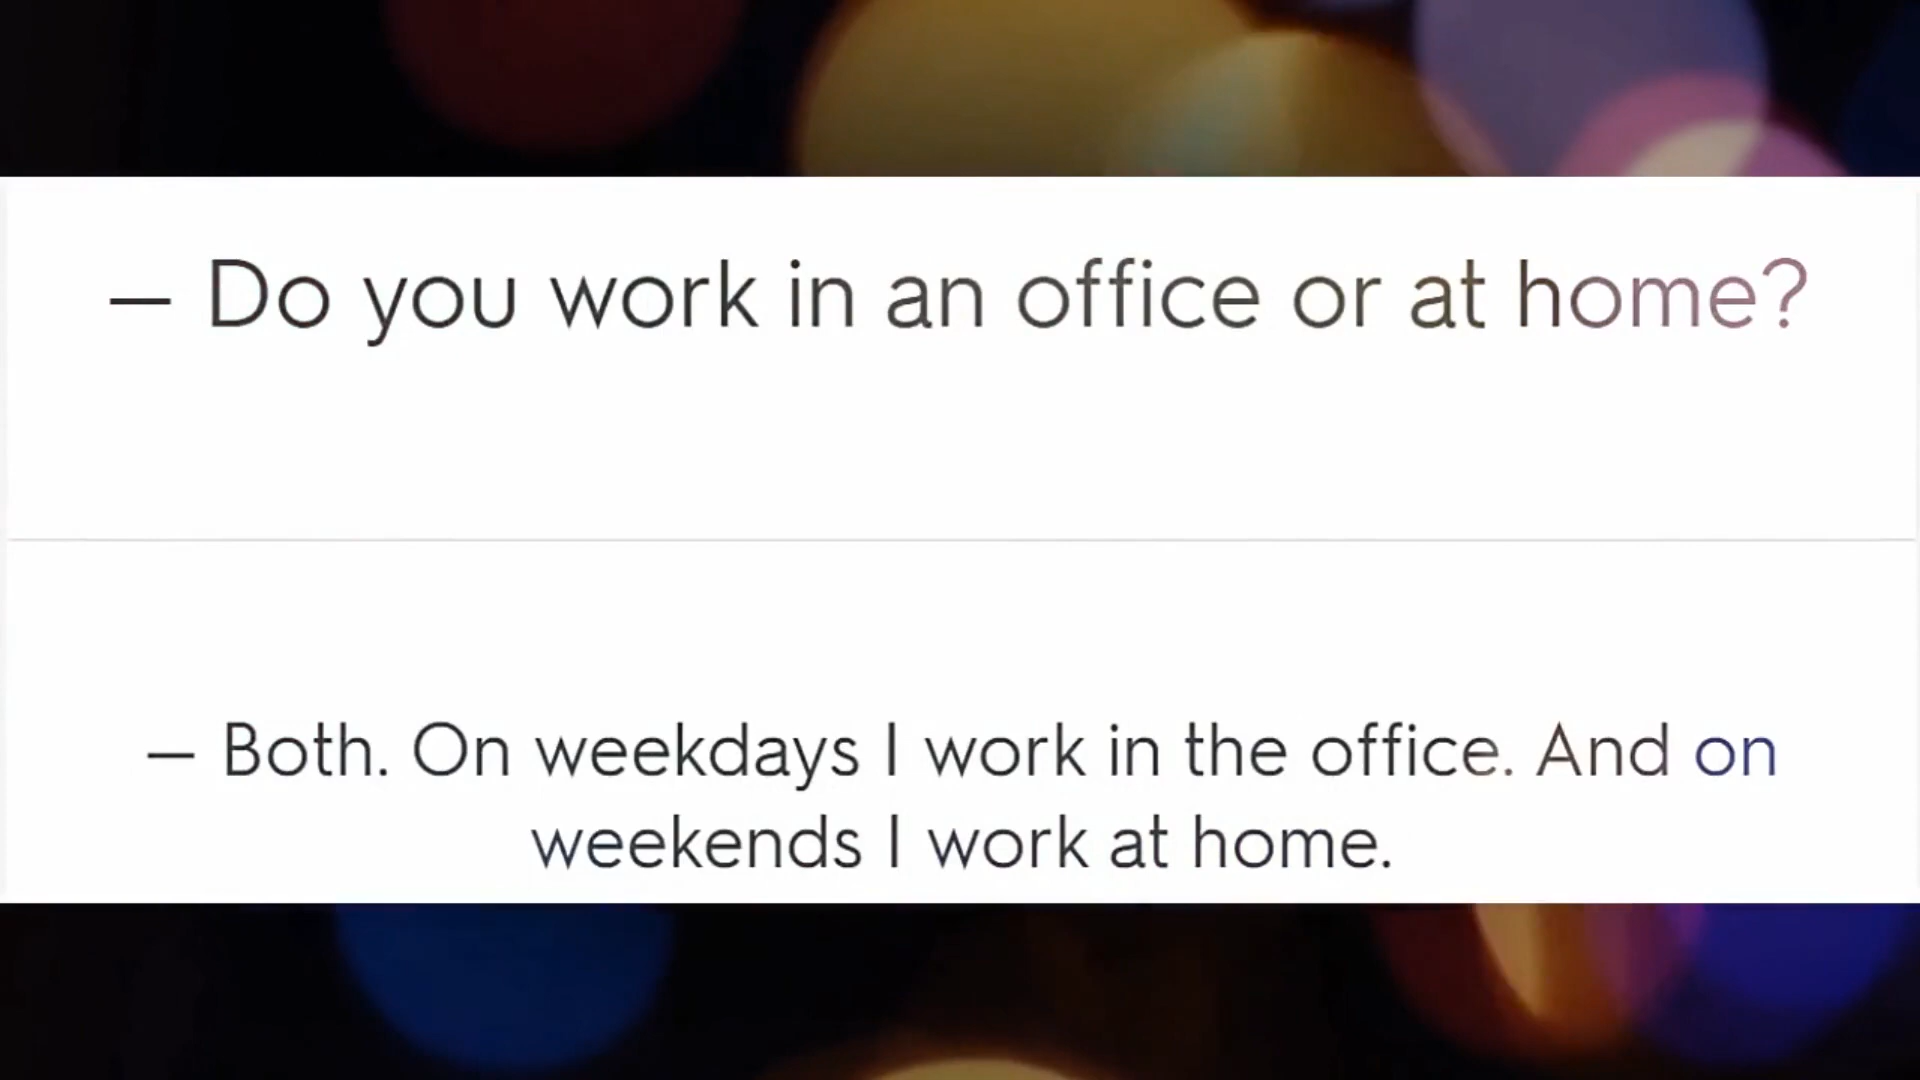 — Do you work in an office or at home?
— Both. On weekdays I work in the office. And on
weekends I work at home.